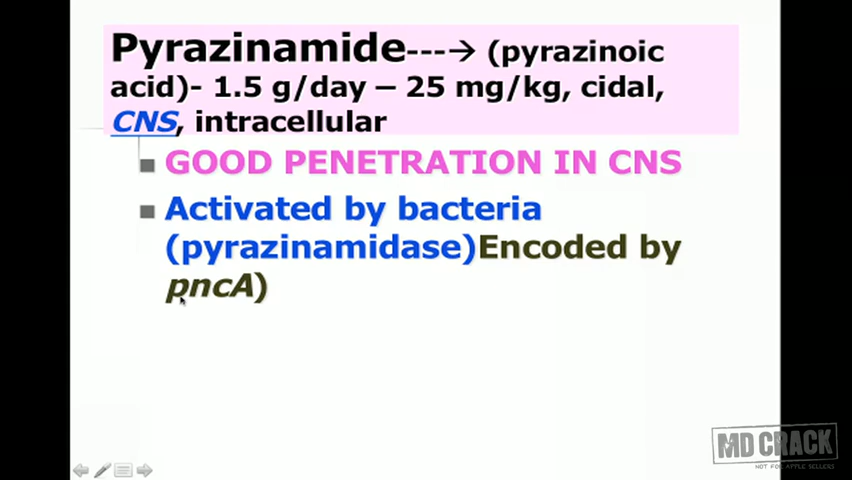 Pyrazinamide---→ (pyrazinoic
acid)- 1.5 g/day – 25 mg/kg, cidal,
CNS, intracellular
GOOD PENETRATION IN CNS
Activated by bacteria
(pyrazinamidase)Encoded by
pncA)
MD CRACK
NOT FOR APPLE SELLERS